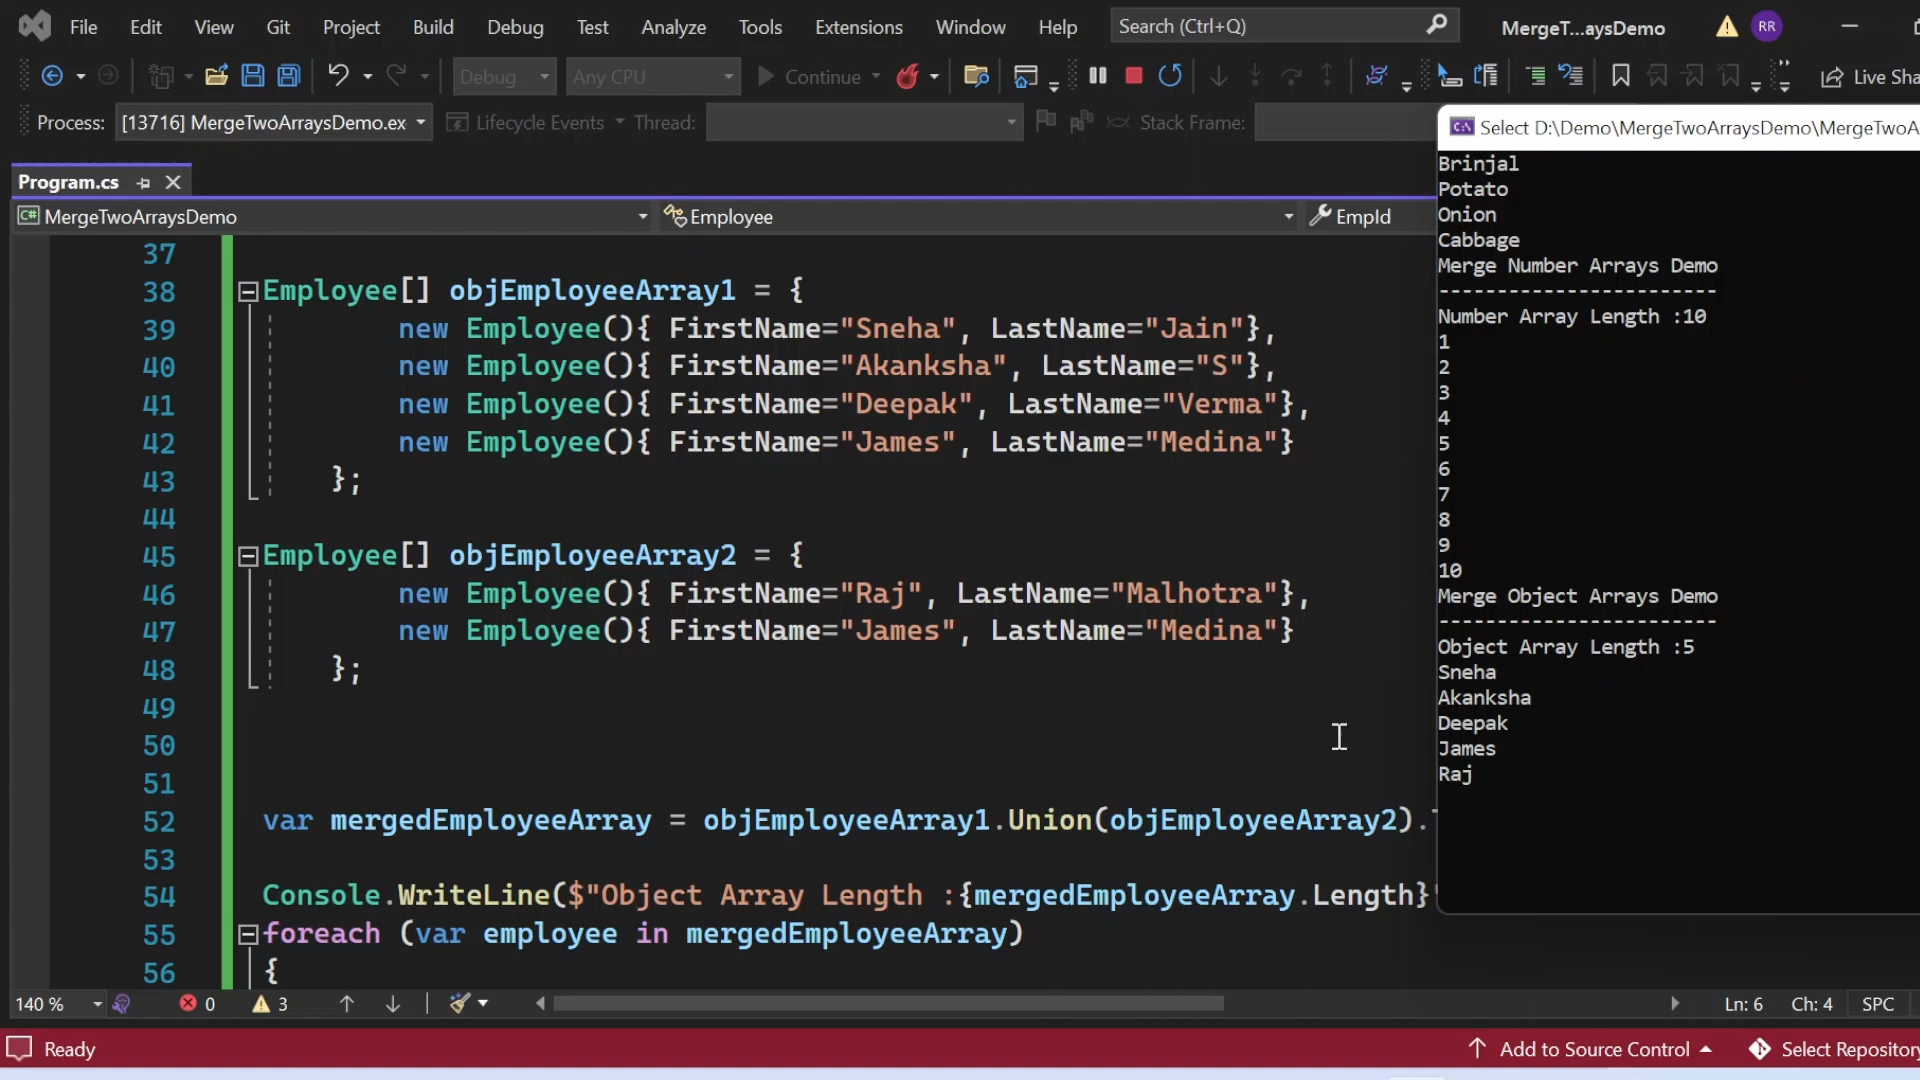 File Edit View Git Project Build Debug Test Analyze Tools Extensions Window Help Search (Ctrl+Q) MergeT...aysDemo RR
Debug Any CPU Continue Live Sha
Process: [13716] MergeTwoArraysDemo.ex Lifecycle Events Thread: Stack Frame:
Program.cs
C# MergeTwoArraysDemo Employee EmpId
37
38 Employee[] objEmployeeArray1 = {
39 new Employee(){ FirstName="Sneha", LastName="Jain"},
40 new Employee(){ FirstName="Akanksha", LastName="S"},
41 new Employee(){ FirstName="Deepak", LastName="Verma"},
42 new Employee(){ FirstName="James", LastName="Medina"}
43 };
44
45 Employee[] objEmployeeArray2 = {
46 new Employee(){ FirstName="Raj", LastName="Malhotra"},
47 new Employee(){ FirstName="James", LastName="Medina"}
48 };
49
50
51
52 var mergedEmployeeArray = objEmployeeArray1.Union(objEmployeeArray2).
53
54 Console.WriteLine($"Object Array Length :{mergedEmployeeArray.Length}
55 foreach (var employee in mergedEmployeeArray)
56 {
Select D:\Demo\MergeTwoArraysDemo\MergeTwoA
Brinjal
Potato
Onion
Cabbage
Merge Number Arrays Demo
------------------------
Number Array Length :10
1
2
3
4
5
6
7
8
9
10
Merge Object Arrays Demo
------------------------
Object Array Length :5
Sneha
Akanksha
Deepak
James
Raj
140 % 0 3 Ln: 6 Ch: 4 SPC
Ready Add to Source Control Select Repository